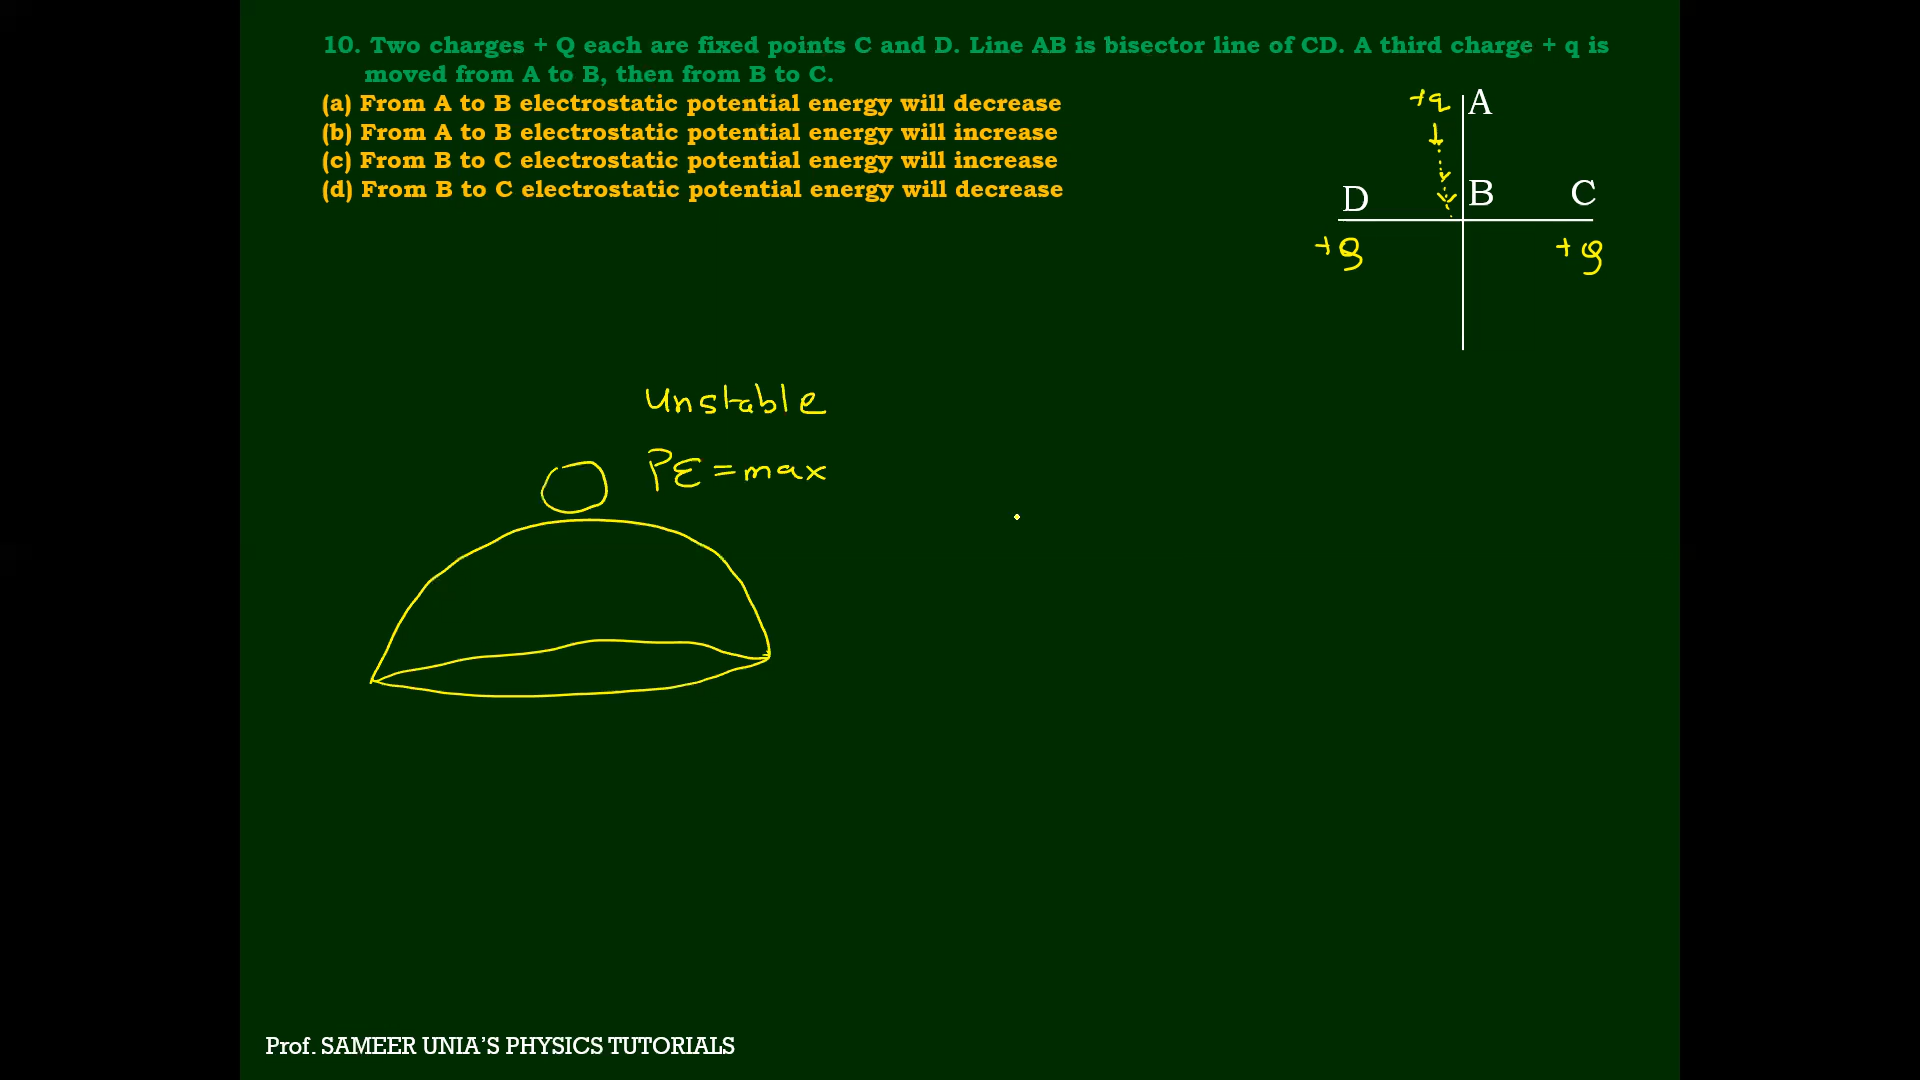 10. Two charges + Q each are fixed points C and D. Line AB is bisector line of CD. A third charge + q is
moved from A to B, then from B to C.
(a) From A to B electrostatic potential energy will decrease
(b) From A to B electrostatic potential energy will increase
(c) From B to C electrostatic potential energy will increase
(d) From B to C electrostatic potential energy will decrease
+q A
D B C
+Q +Q
unstable
PE = max
Prof. SAMEER UNIA'S PHYSICS TUTORIALS